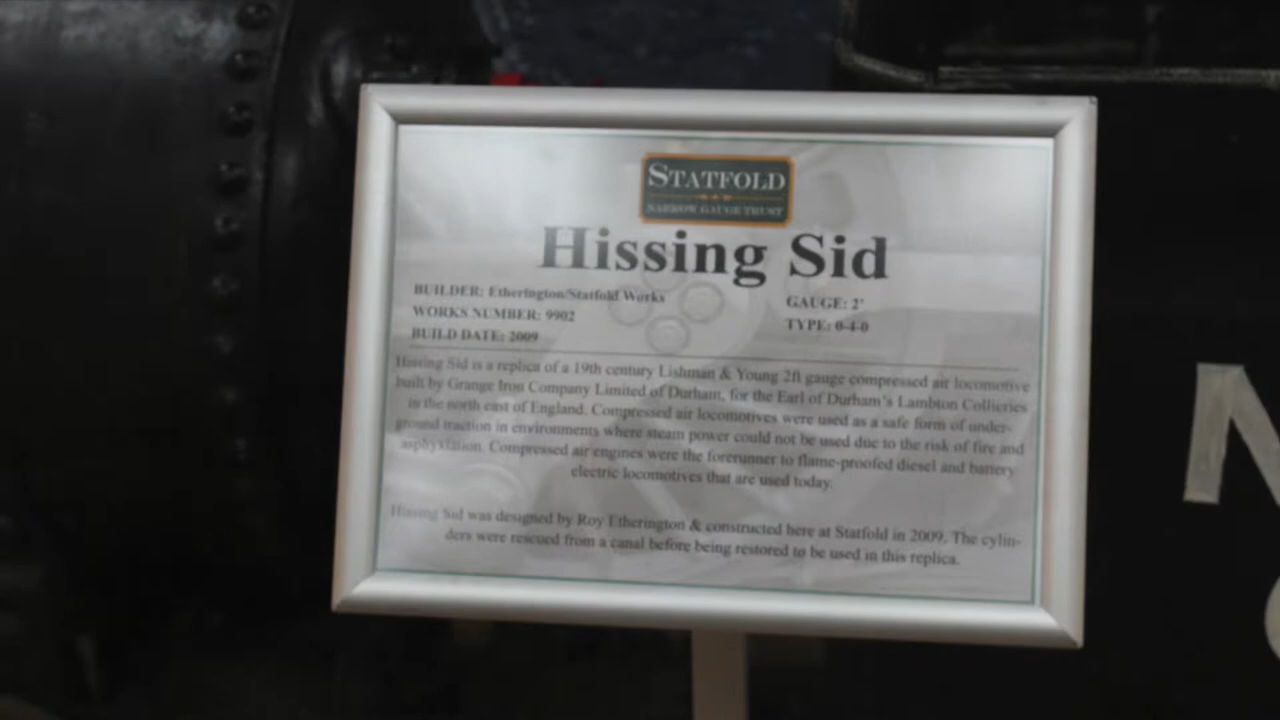 STATFOLD
NARROW GAUGE TRUST
Hissing Sid
BUILDER: Etherington/Statfold Works
GAUGE: 2'
WORKS NUMBER: 9902
TYPE: 0-4-0
BUILD DATE: 2009
Hissing Sid is a replica of a 19th century Lishman & Young 2ft gauge compressed air locomotive
built by Grange Iron Company Limited of Durham, for the Earl of Durham's Lambton Collieries
in the north east of England. Compressed air locomotives were used as a safe form of under-
ground traction in environments where steam power could not be used due to the risk of fire and
asphyxiation. Compressed air engines were the forerunner to flame-proofed diesel and battery
electric locomotives that are used today.
Hissing Sid was designed by Roy Etherington & constructed here at Statfold in 2009. The cylin-
ders were rescued from a canal before being restored to be used in this replica.